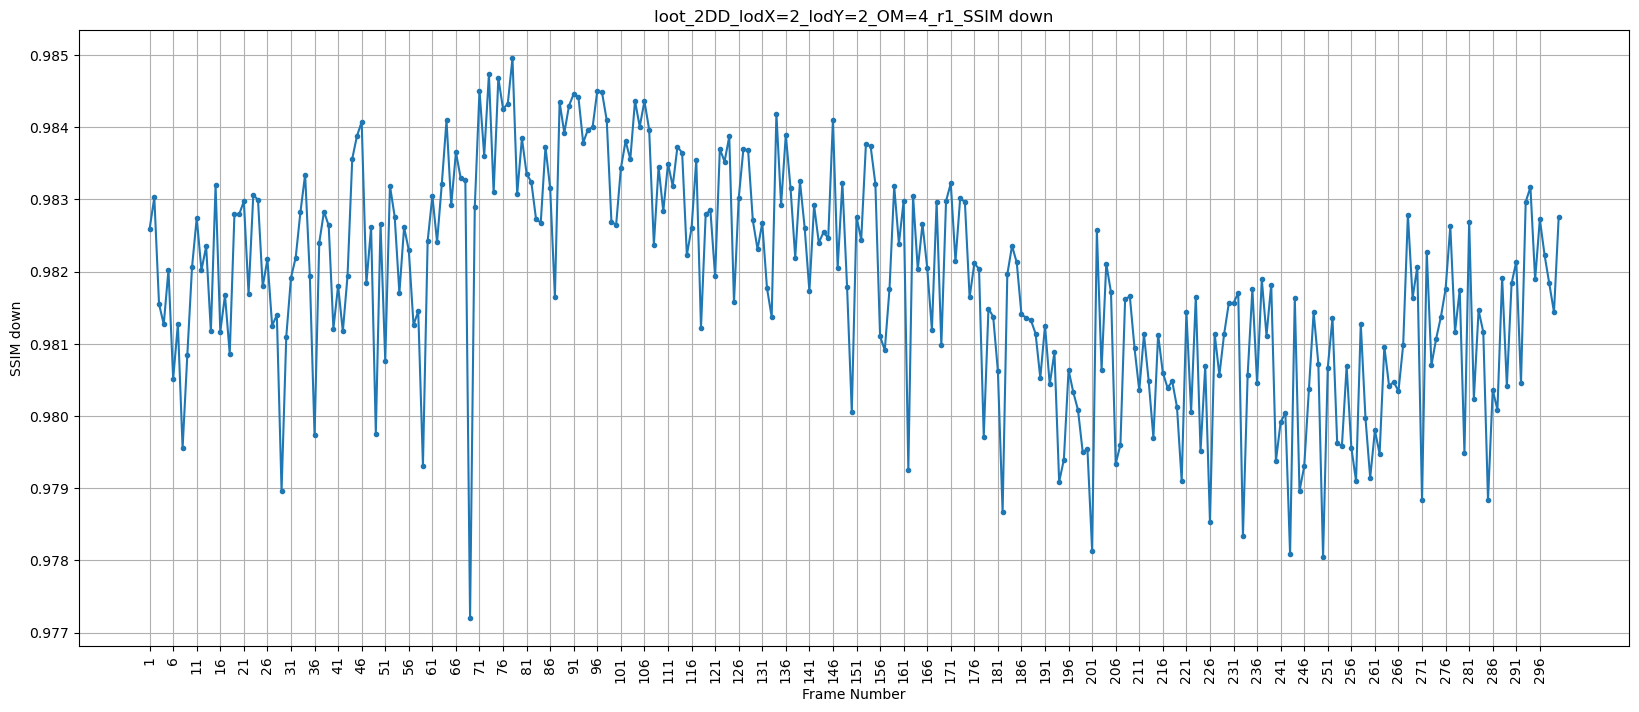 loot_2DD_lodX=2_lodY=2_OM=4_r1_SSIM down
SSIM down
0.985
0.984
0.983
0.982
0.981
0.980
0.979
0.978
0.977
1 6 11 16 21 26 31 36 41 46 51 56 61 66 71 76 81 86 91 96 101 106 111 116 121 126 131 136 141 146 151 156 161 166 171 176 181 186 191 196 201 206 211 216 221 226 231 236 241 246 251 256 261 266 271 276 281 286 291 296
Frame Number